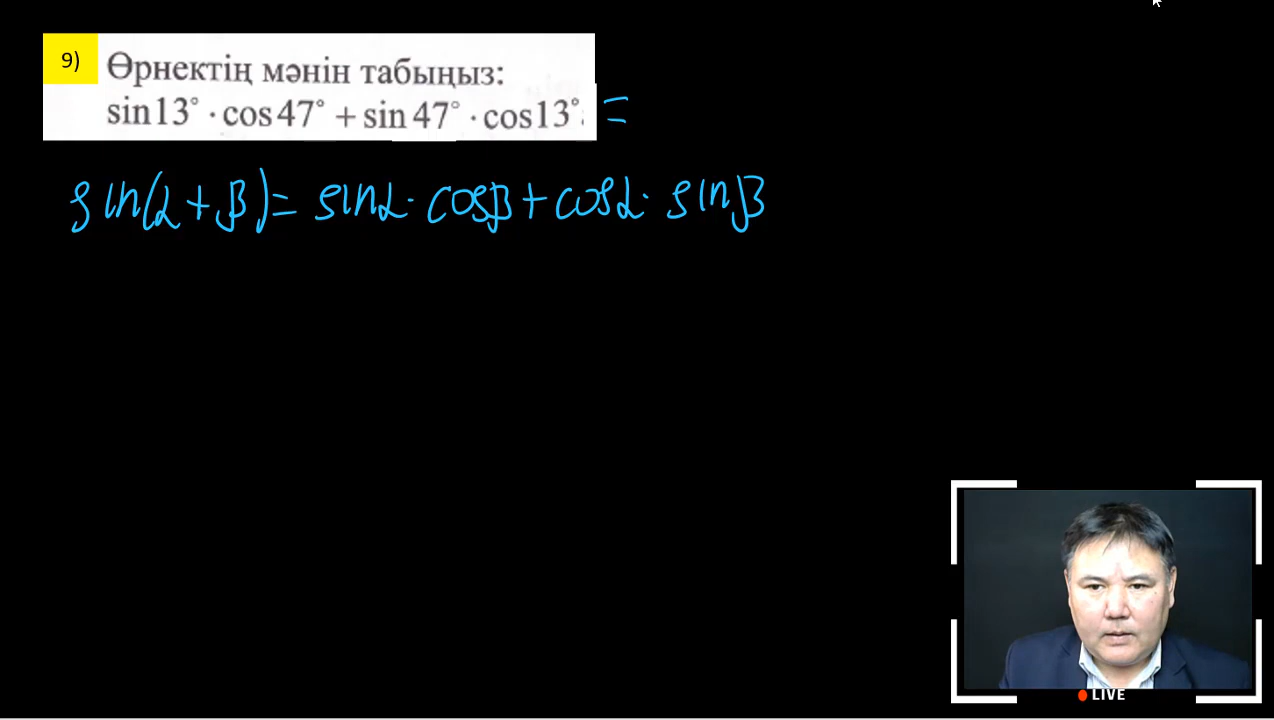 9) Өрнектің мәнін табыңыз:
sin13° · cos47° + sin47° · cos13° =
sin(α + β) = sinα · cosβ + cosα · sinβ
LIVE